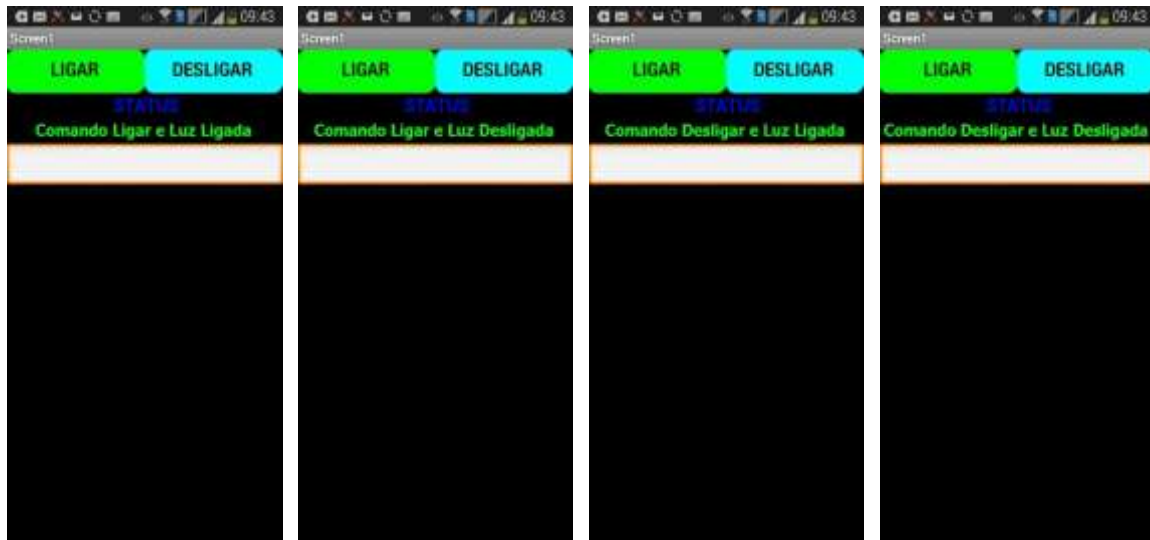 09:43
Screen1
LIGAR DESLIGAR
STATUS
Comando Ligar e Luz Ligada
09:43
Screen1
LIGAR DESLIGAR
STATUS
Comando Ligar e Luz Desligada
09:43
Screen1
LIGAR DESLIGAR
STATUS
Comando Desligar e Luz Ligada
09:43
Screen1
LIGAR DESLIGAR
STATUS
Comando Desligar e Luz Desligada